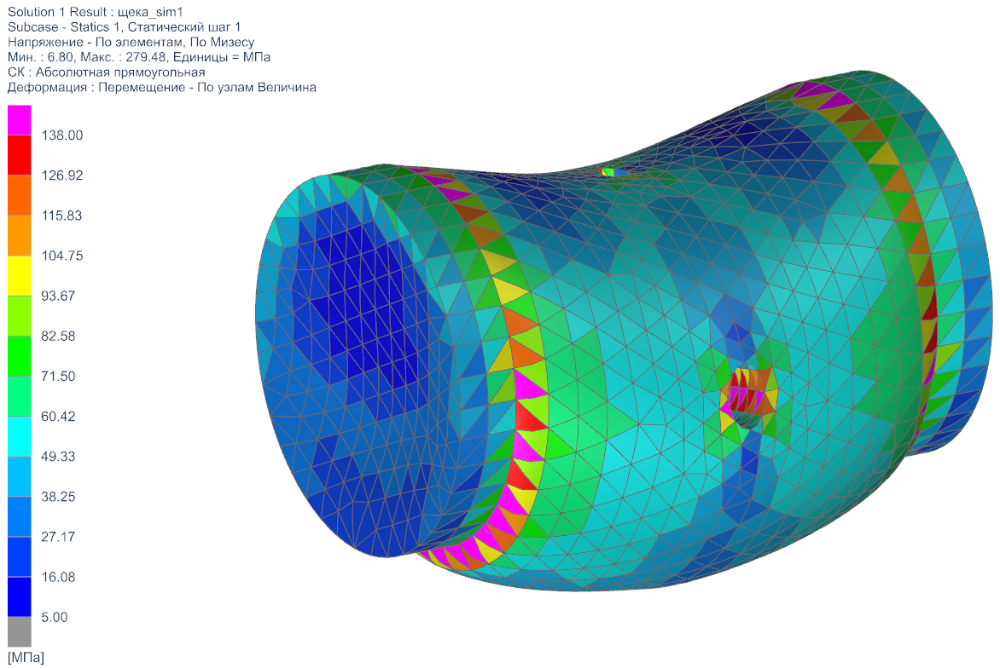 Solution 1 Result : щека_sim1
Subcase - Statics 1, Статический шаг 1
Напряжение - По элементам, По Мизесу
Мин. : 6.80, Макс. : 279.48, Единицы = МПа
СК : Абсолютная прямоугольная
Деформация : Перемещение - По узлам Величина
138.00
126.92
115.83
104.75
93.67
82.58
71.50
60.42
49.33
38.25
27.17
16.08
5.00
[МПа]